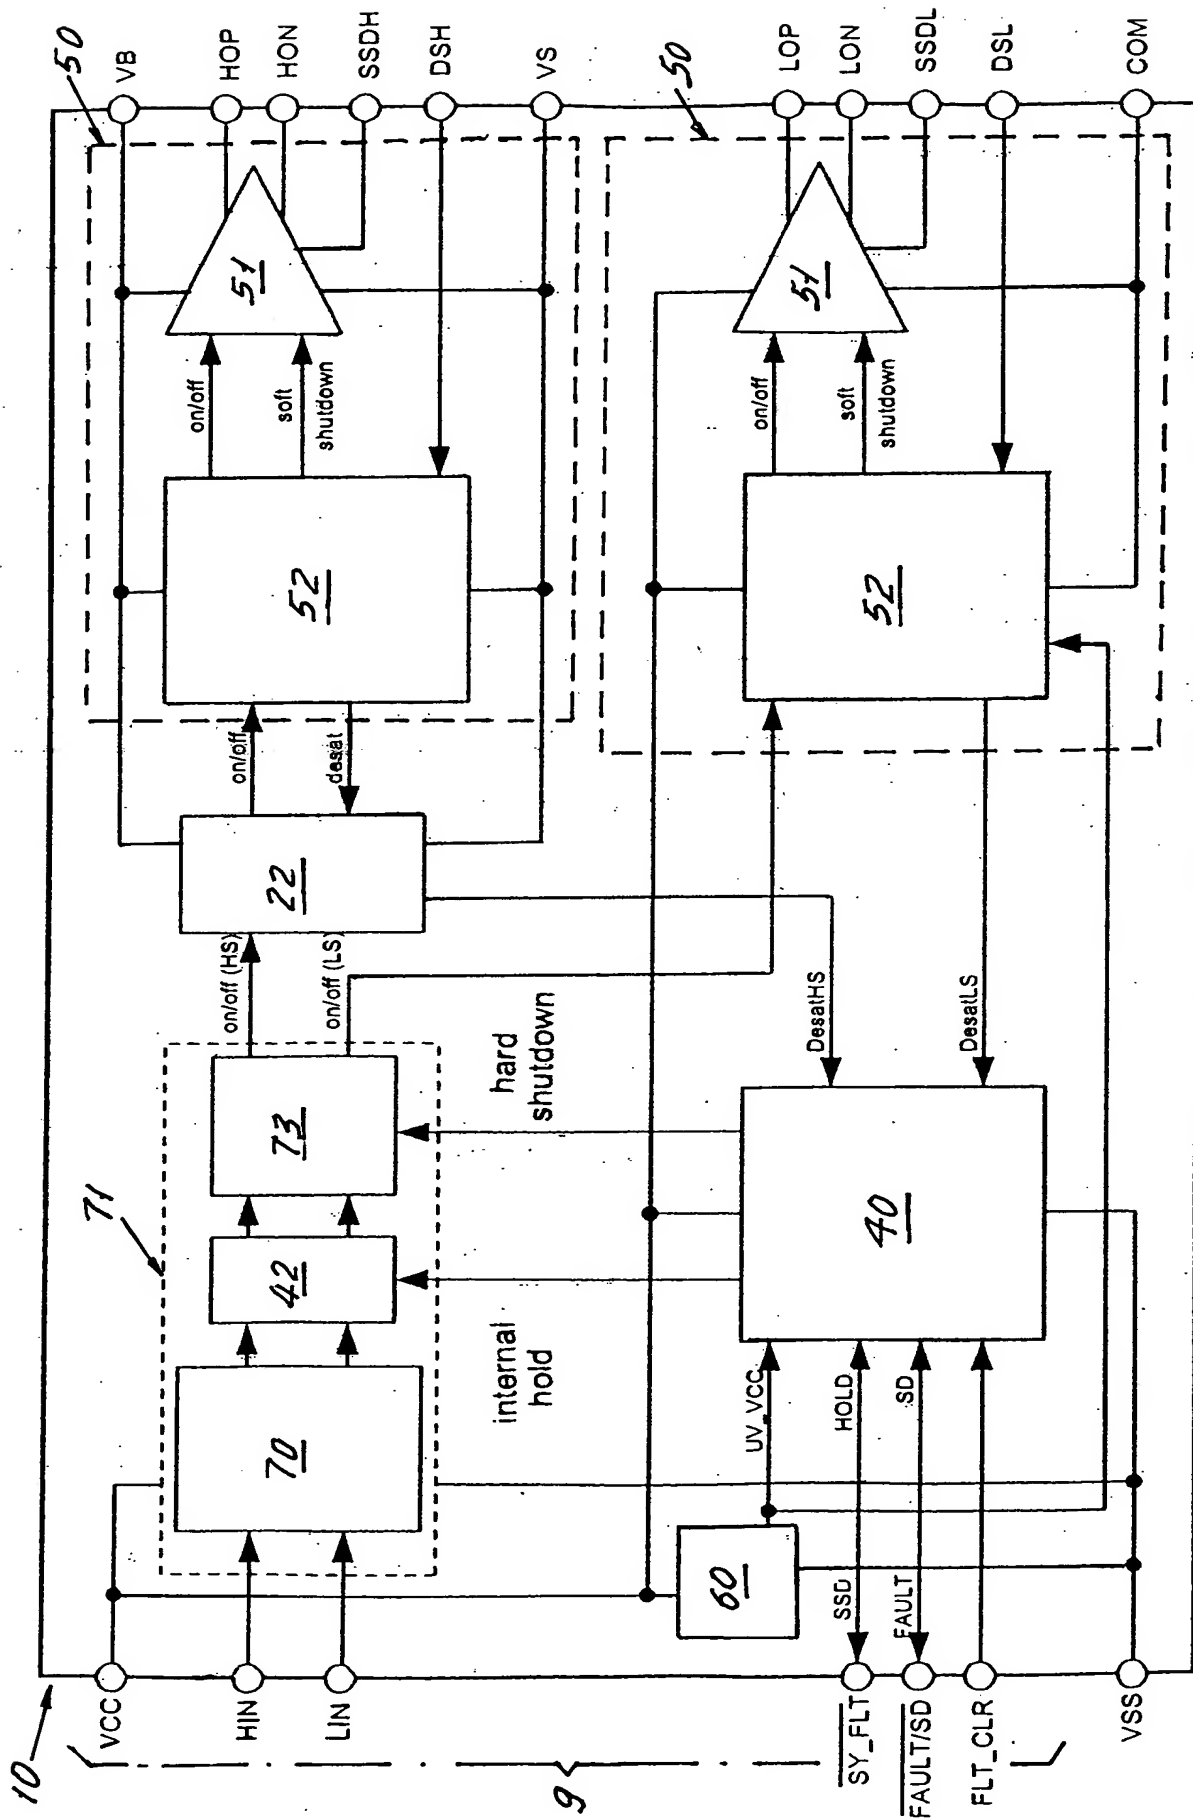 10
VCC
HIN
LIN
SY_FLT
FAULT/SD
FLT_CLR
VSS
9
71
70
42
73
on/off (HS)
on/off (LS)
22
on/off
desat
52
on/off
soft
shutdown
51
50
VB
HOP
HON
SSDH
DSH
VS
internal
hold
hard
shutdown
60
UV_VCC
HOLD
SD
SSD
FAULT
40
DesatHS
DesatLS
52
on/off
soft
shutdown
51
50
LOP
LON
SSDL
DSL
COM